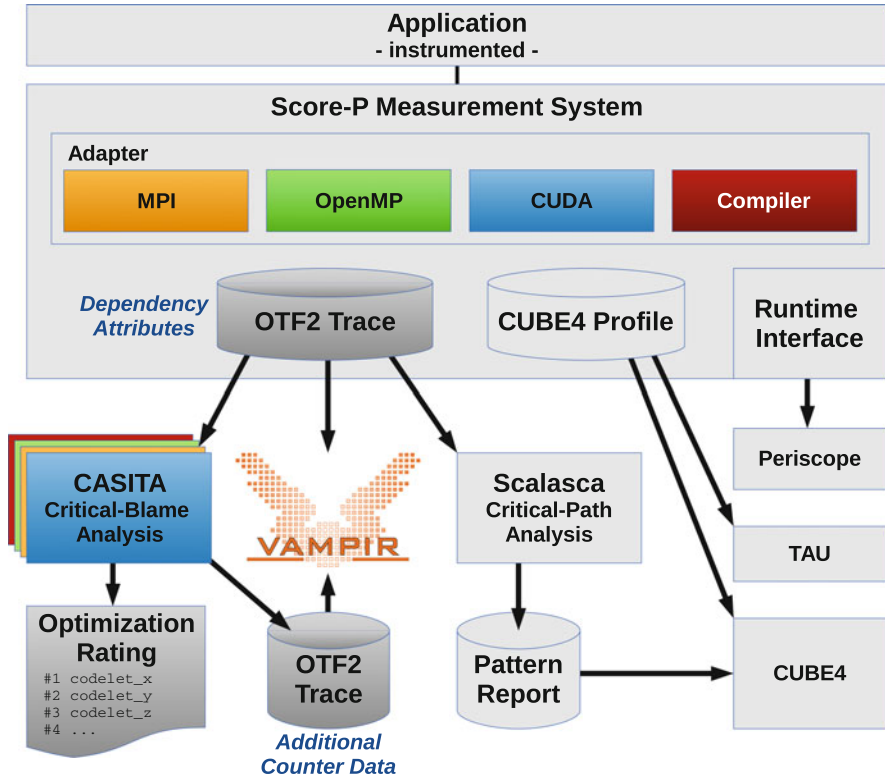 Application
- instrumented -
Score-P Measurement System
Adapter
MPI
OpenMP
CUDA
Compiler
Dependency
Attributes
OTF2 Trace
CUBE4 Profile
Runtime
Interface
CASITA
Critical-Blame
Analysis
VAMPIR
Scalasca
Critical-Path
Analysis
Periscope
TAU
Optimization
Rating
#1 codelet_x
#2 codelet_y
#3 codelet_z
#4 ...
OTF2
Trace
Additional
Counter Data
Pattern
Report
CUBE4